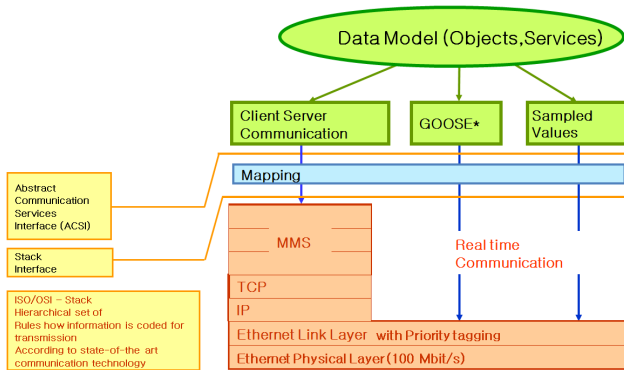 Data Model (Objects,Services)
Client Server
Communication
GOOSE*
Sampled
Values
Mapping
Abstract
Communication
Services
Interface (ACSI)
Stack
Interface
MMS
Real time
Communication
TCP
IP
Ethernet Link Layer with Priority tagging
Ethernet Physical Layer(100 Mbit/s)
ISO/OSI - Stack
Hierarchical set of
Rules how information is coded for
transmission
According to state-of-the art
communication technology